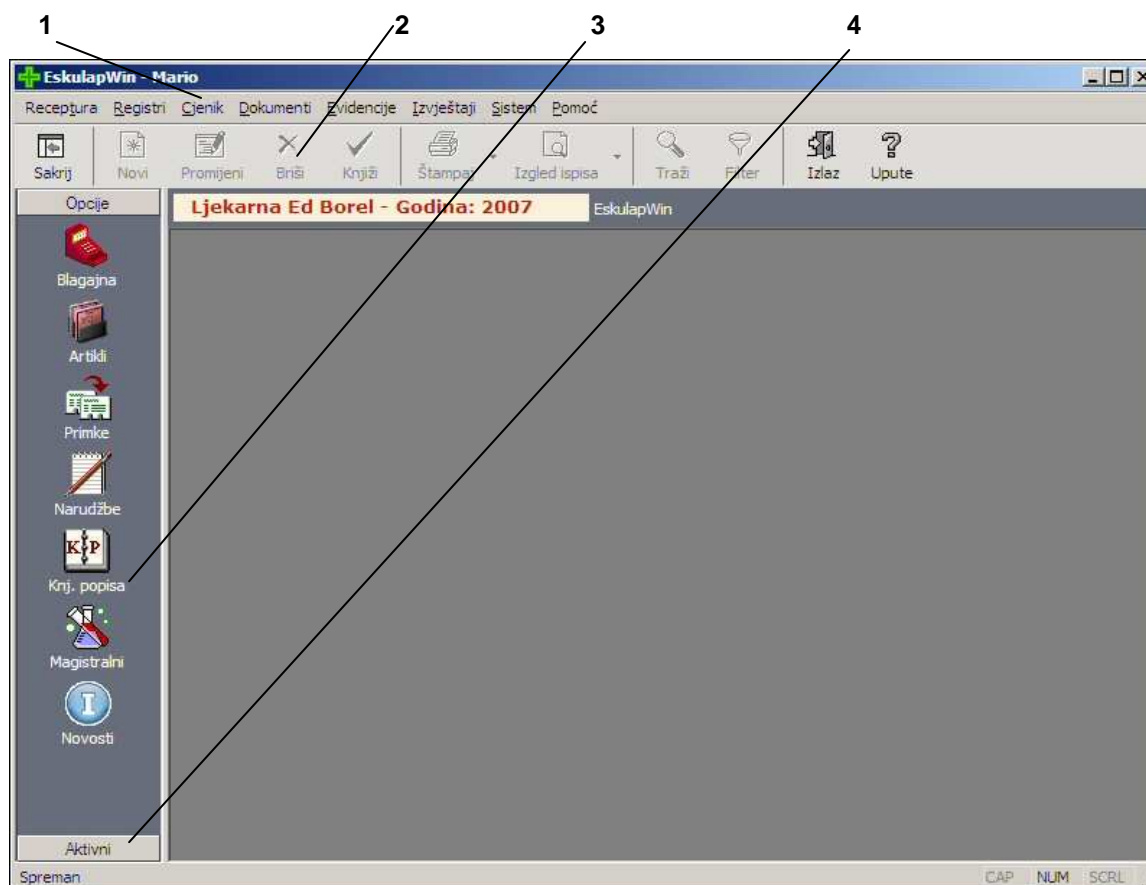 1 2 3 4
EskulapWin - Mario
Receptura Registri Cjenik Dokumenti Evidencije Izvještaji Sistem Pomoć
Sakrij Novi Promijeni Briši Knjiži Štampaj Izgled ispisa Traži Filter Izlaz Upute
Opcije
Ljekarna Ed Borel - Godina: 2007 EskulapWin
Blagajna
Artikli
Primke
Narudžbe
K P
Knj. popisa
Magistralni
I
Novosti
Aktivni
Spreman CAP NUM SCRL